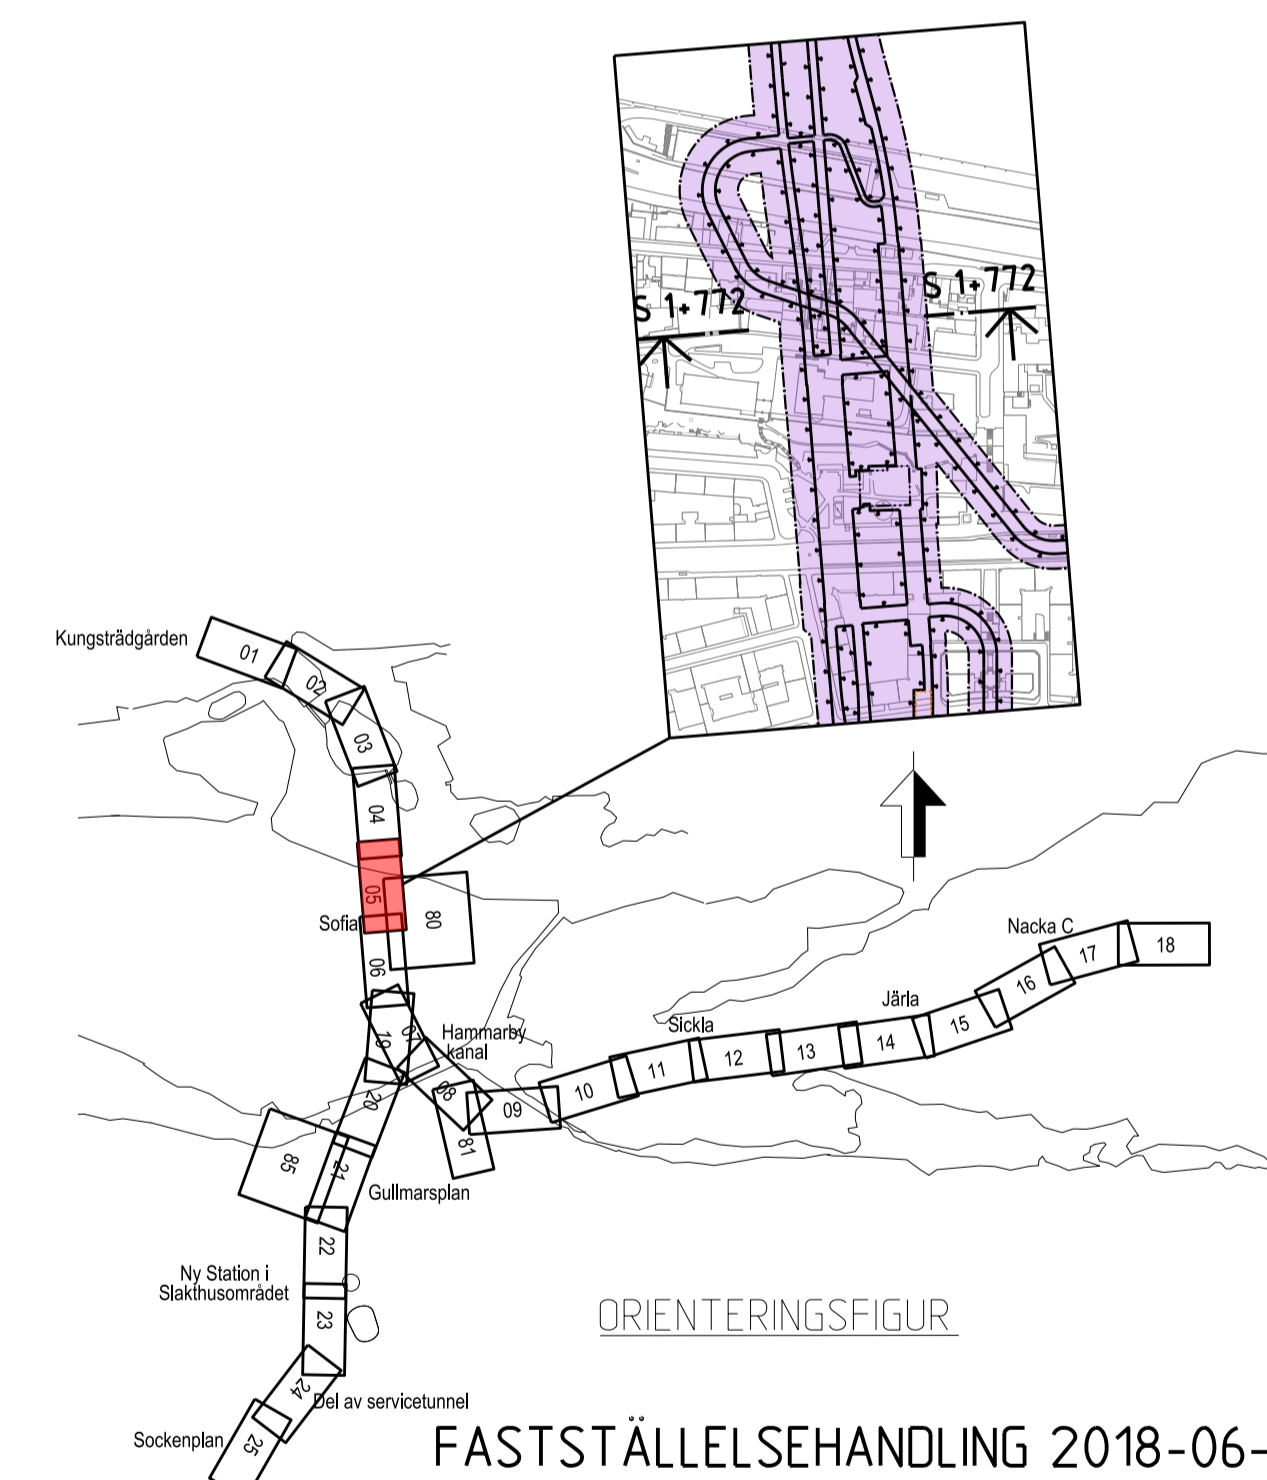 S 1+772
S 1+772
Kungsträdgården
01
02
03
04
05
Sofia
80
06
07
19
Hammarby
kanal
08
20
09
81
10
11
Sickla
12
13
14
Järla
15
16
Nacka C
17
18
85
21
Gullmarsplan
22
Ny Station i
Slakthusområdet
23
24
Del av servicetunnel
Sockenplan
25
ORIENTERINGSFIGUR
FASTSTÄLLELSEHANDLING 2018-06-